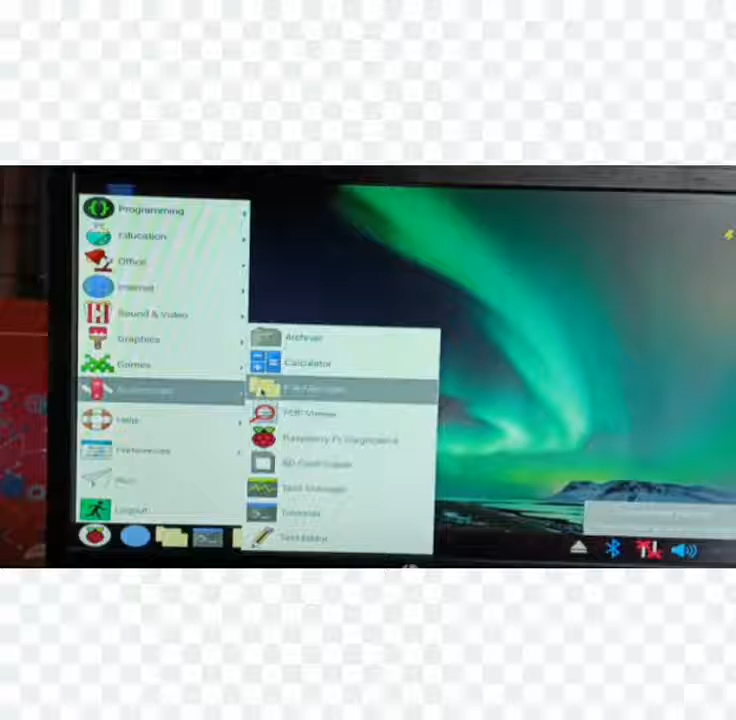 Programming
Education
Office
Internet
Sound & Video
Graphics
Games
Accessories
Help
Preferences
Run
Logout
Archiver
Calculator
File Manager
PDF Viewer
Raspberry Pi Diagnostics
SD Card Copier
Task Manager
Terminal
Text Editor